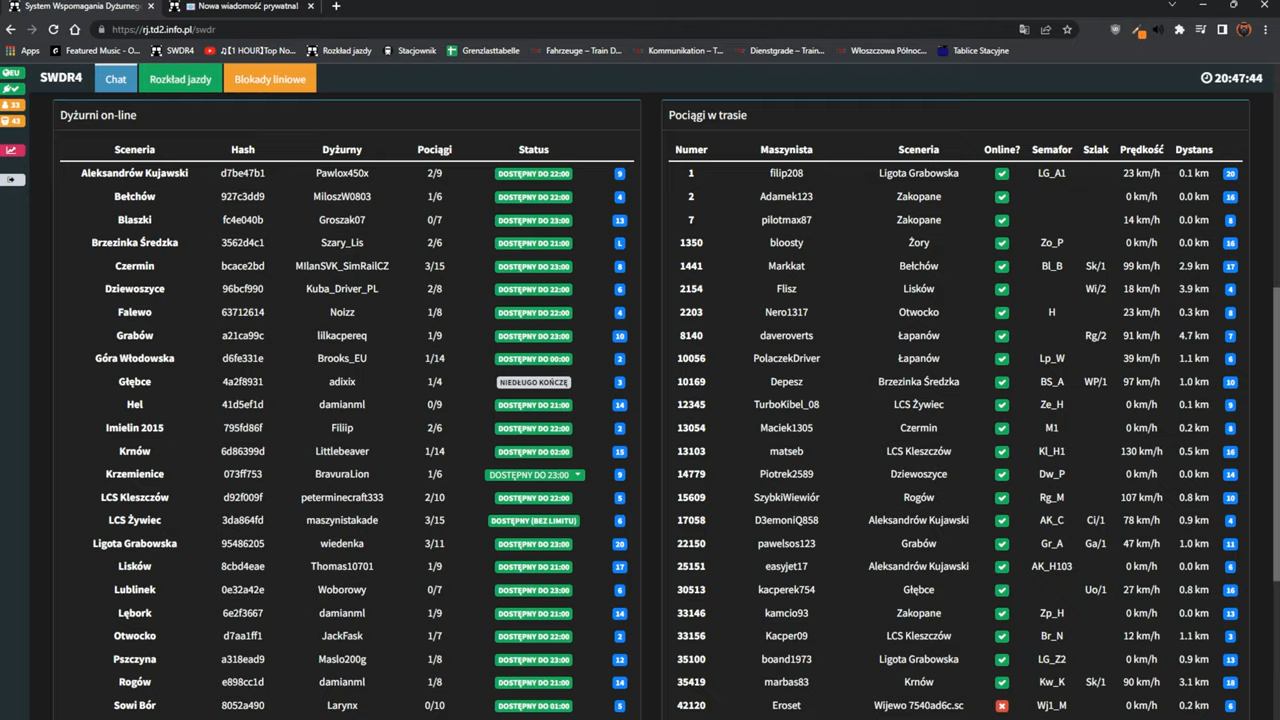 System Wspomagania Dyżurnego
Nowa wiadomość prywatna!
https://rj.td2.info.pl/swdr
Apps
Featured Music - O...
SWDR4
[1 HOUR]Top No...
Rozkład jazdy
Stacjownik
Grenzlasttabelle
Fahrzeuge – Train D...
Kommunikation – T...
Dienstgrade – Train...
Włoszczowa Północ...
Tablice Stacyjne
EU
33
43
SWDR4
Chat
Rozkład jazdy
Blokady liniowe
20:47:44
Dyżurni on-line
Sceneria Hash Dyżurny Pociągi Status
Aleksandrów Kujawski d7be47b1 Pawlox450x 2/9 DOSTĘPNY DO 22:00 9
Bełchów 927c3dd9 MiloszW0803 1/6 DOSTĘPNY DO 22:00 4
Blaszki fc4e040b Groszak07 0/7 DOSTĘPNY DO 23:00 13
Brzezinka Średzka 3562d4c1 Szary_Lis 2/6 DOSTĘPNY DO 21:00 L
Czermin bcace2bd MIlanSVK_SimRailCZ 3/15 DOSTĘPNY DO 23:00 8
Dziewoszyce 96bcf990 Kuba_Driver_PL 2/8 DOSTĘPNY DO 22:00 6
Falewo 63712614 Noizz 1/8 DOSTĘPNY DO 22:00 4
Grabów a21ca99c lilkacpereq 1/9 DOSTĘPNY DO 23:00 10
Góra Włodowska d6fe331e Brooks_EU 1/14 DOSTĘPNY DO 00:00 2
Głębce 4a2f8931 adixix 1/4 NIEDŁUGO KOŃCZĘ 3
Hel 41d5ef1d damianml 0/9 DOSTĘPNY DO 21:00 14
Imielin 2015 795fd86f Filiip 2/6 DOSTĘPNY DO 22:00 2
Krnów 6d86399d Littlebeaver 1/14 DOSTĘPNY DO 02:00 15
Krzemienice 073ff753 BravuraLion 1/6 DOSTĘPNY DO 23:00 9
LCS Kleszczów d92f009f peterminecraft333 2/10 DOSTĘPNY DO 22:00 5
LCS Żywiec 3da864fd maszynistakade 3/15 DOSTĘPNY (BEZ LIMITU) 6
Ligota Grabowska 95486205 wiedenka 3/11 DOSTĘPNY DO 23:00 20
Lisków 8cbd4eae Thomas10701 1/9 DOSTĘPNY DO 21:00 17
Lublinek 0e32a42e Woborowy 0/7 DOSTĘPNY DO 23:00 6
Lębork 6e2f3667 damianml 1/8 DOSTĘPNY DO 21:00 14
Otwocko d7aa1ff1 JackFask 1/7 DOSTĘPNY DO 22:00 2
Pszczyna a318ead9 Maslo200g 1/8 DOSTĘPNY DO 23:00 12
Rogów e898cc1d damianml 1/8 DOSTĘPNY DO 21:00 14
Sowi Bór 8052a490 Larynx 0/10 DOSTĘPNY DO 01:00 5
Pociągi w trasie
Numer Maszynista Sceneria Online? Semafor Szlak Prędkość Dystans
1 filip208 Ligota Grabowska LG_A1 23 km/h 0.1 km 20
2 Adamek123 Zakopane 0 km/h 0.0 km 16
7 pilotmax87 Zakopane 14 km/h 0.0 km 8
1350 bloosty Żory Zo_P 0 km/h 0.0 km 16
1441 Markkat Bełchów Bl_B Sk/1 99 km/h 2.9 km 17
2154 Flisz Lisków Wi/2 18 km/h 3.9 km 4
2203 Nero1317 Otwocko H 23 km/h 0.3 km 8
8140 daveroverts Łapanów Rg/2 91 km/h 4.7 km 7
10056 PolaczekDriver Łapanów Lp_W 39 km/h 1.1 km 6
10169 Depesz Brzezinka Średzka BS_A WP/1 97 km/h 1.0 km 10
12345 TurboKibel_08 LCS Żywiec Ze_H 0 km/h 0.1 km 9
13054 Maciek1305 Czermin M1 0 km/h 0.2 km 8
13103 matseb LCS Kleszczów Kl_H1 130 km/h 0.5 km 16
14779 Piotrek2589 Dziewoszyce Dw_P 0 km/h 0.0 km 4
15609 SzybkiWiewiór Rogów Rg_M 107 km/h 0.8 km 10
17058 D3emoniQ858 Aleksandrów Kujawski AK_C Ci/1 78 km/h 0.9 km 4
22150 pawelsos123 Grabów Gr_A Ga/1 47 km/h 1.0 km 11
25151 easyjet17 Aleksandrów Kujawski AK_H103 0 km/h 0.0 km 6
30513 kacperek754 Głębce Uo/1 27 km/h 0.8 km 16
33146 kamcio93 Zakopane Zp_H 0 km/h 0.0 km 13
33156 Kacper09 LCS Kleszczów Br_N 12 km/h 1.1 km 3
35100 boand1973 Ligota Grabowska LG_Z2 0 km/h 0.9 km 13
35419 marbas83 Krnów Kw_K Sk/1 90 km/h 3.1 km 18
42120 Eroset Wijewo 7540ad6c.sc Wj1_M 0 km/h 0.2 km 6